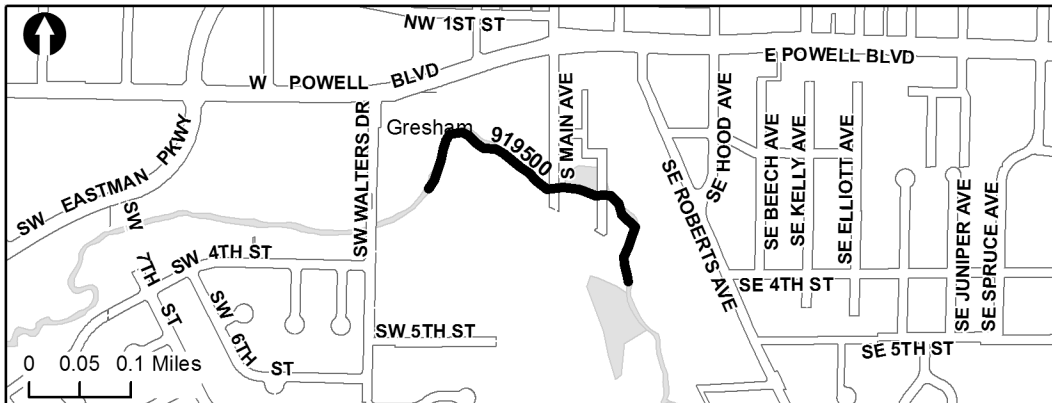 NW 1ST ST
E POWELL BLVD
W POWELL BLVD
Gresham
919500
S MAIN AVE
SE HOOD AVE
SW WALTERS DR
SW EASTMAN PKWY
SW
SE BEECH AVE
SE KELLY AVE
SE ELLIOTT AVE
SE ROBERTS AVE
SE JUNIPER AVE
SE SPRUCE AVE
SW 4TH ST
7TH ST
SE 4TH ST
SW 6TH ST
SW 5TH ST
SE 5TH ST
0 0.05 0.1 Miles